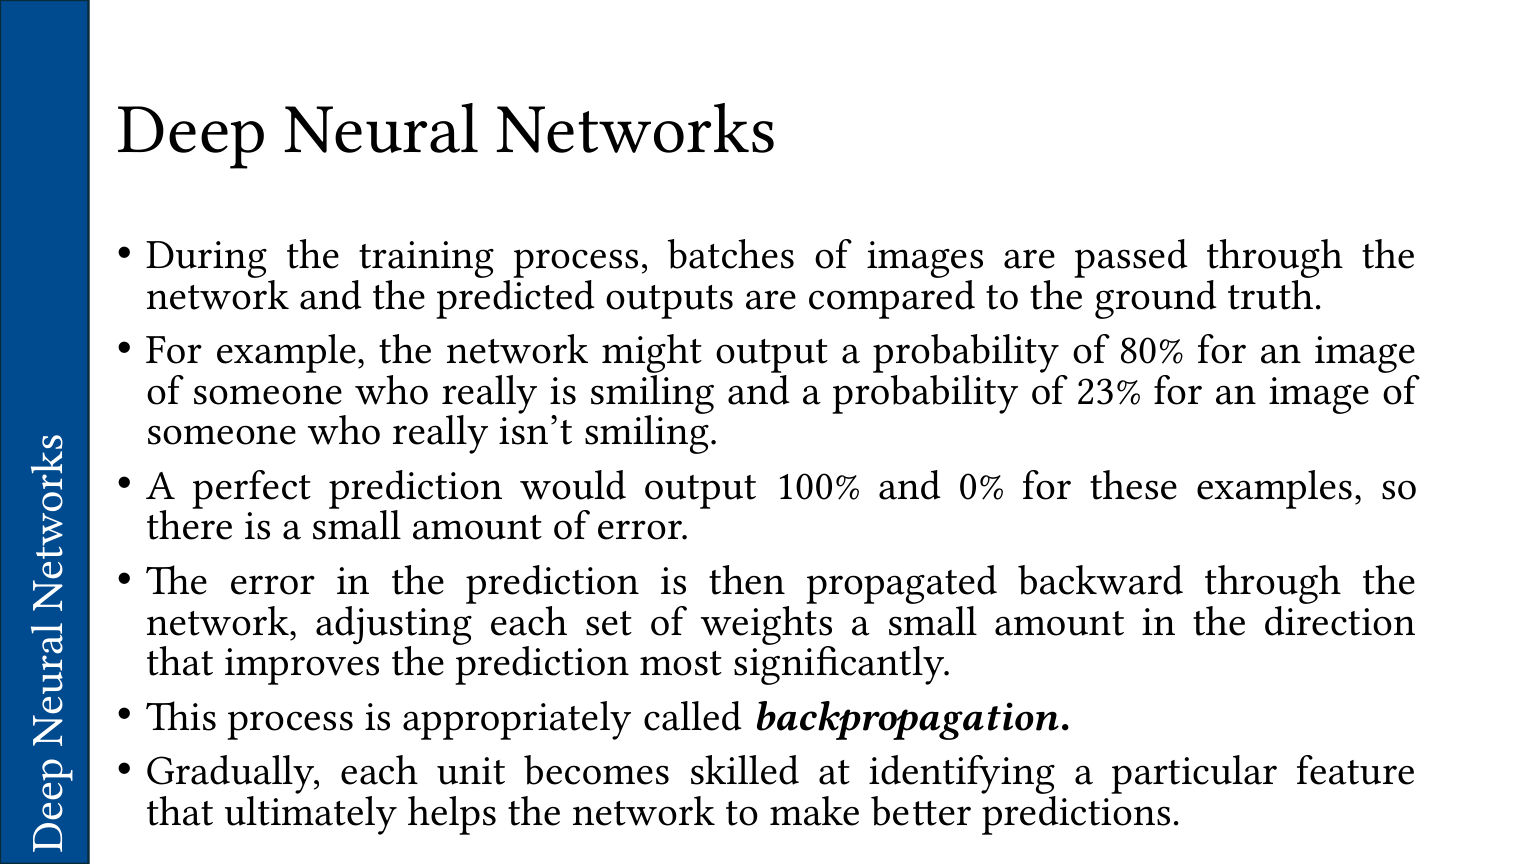 Deep Neural Networks
Deep Neural Networks
• During the training process, batches of images are passed through the
network and the predicted outputs are compared to the ground truth.
• For example, the network might output a probability of 80% for an image
of someone who really is smiling and a probability of 23% for an image of
someone who really isn’t smiling.
• A perfect prediction would output 100% and 0% for these examples, so
there is a small amount of error.
• The error in the prediction is then propagated backward through the
network, adjusting each set of weights a small amount in the direction
that improves the prediction most significantly.
• This process is appropriately called backpropagation.
• Gradually, each unit becomes skilled at identifying a particular feature
that ultimately helps the network to make better predictions.